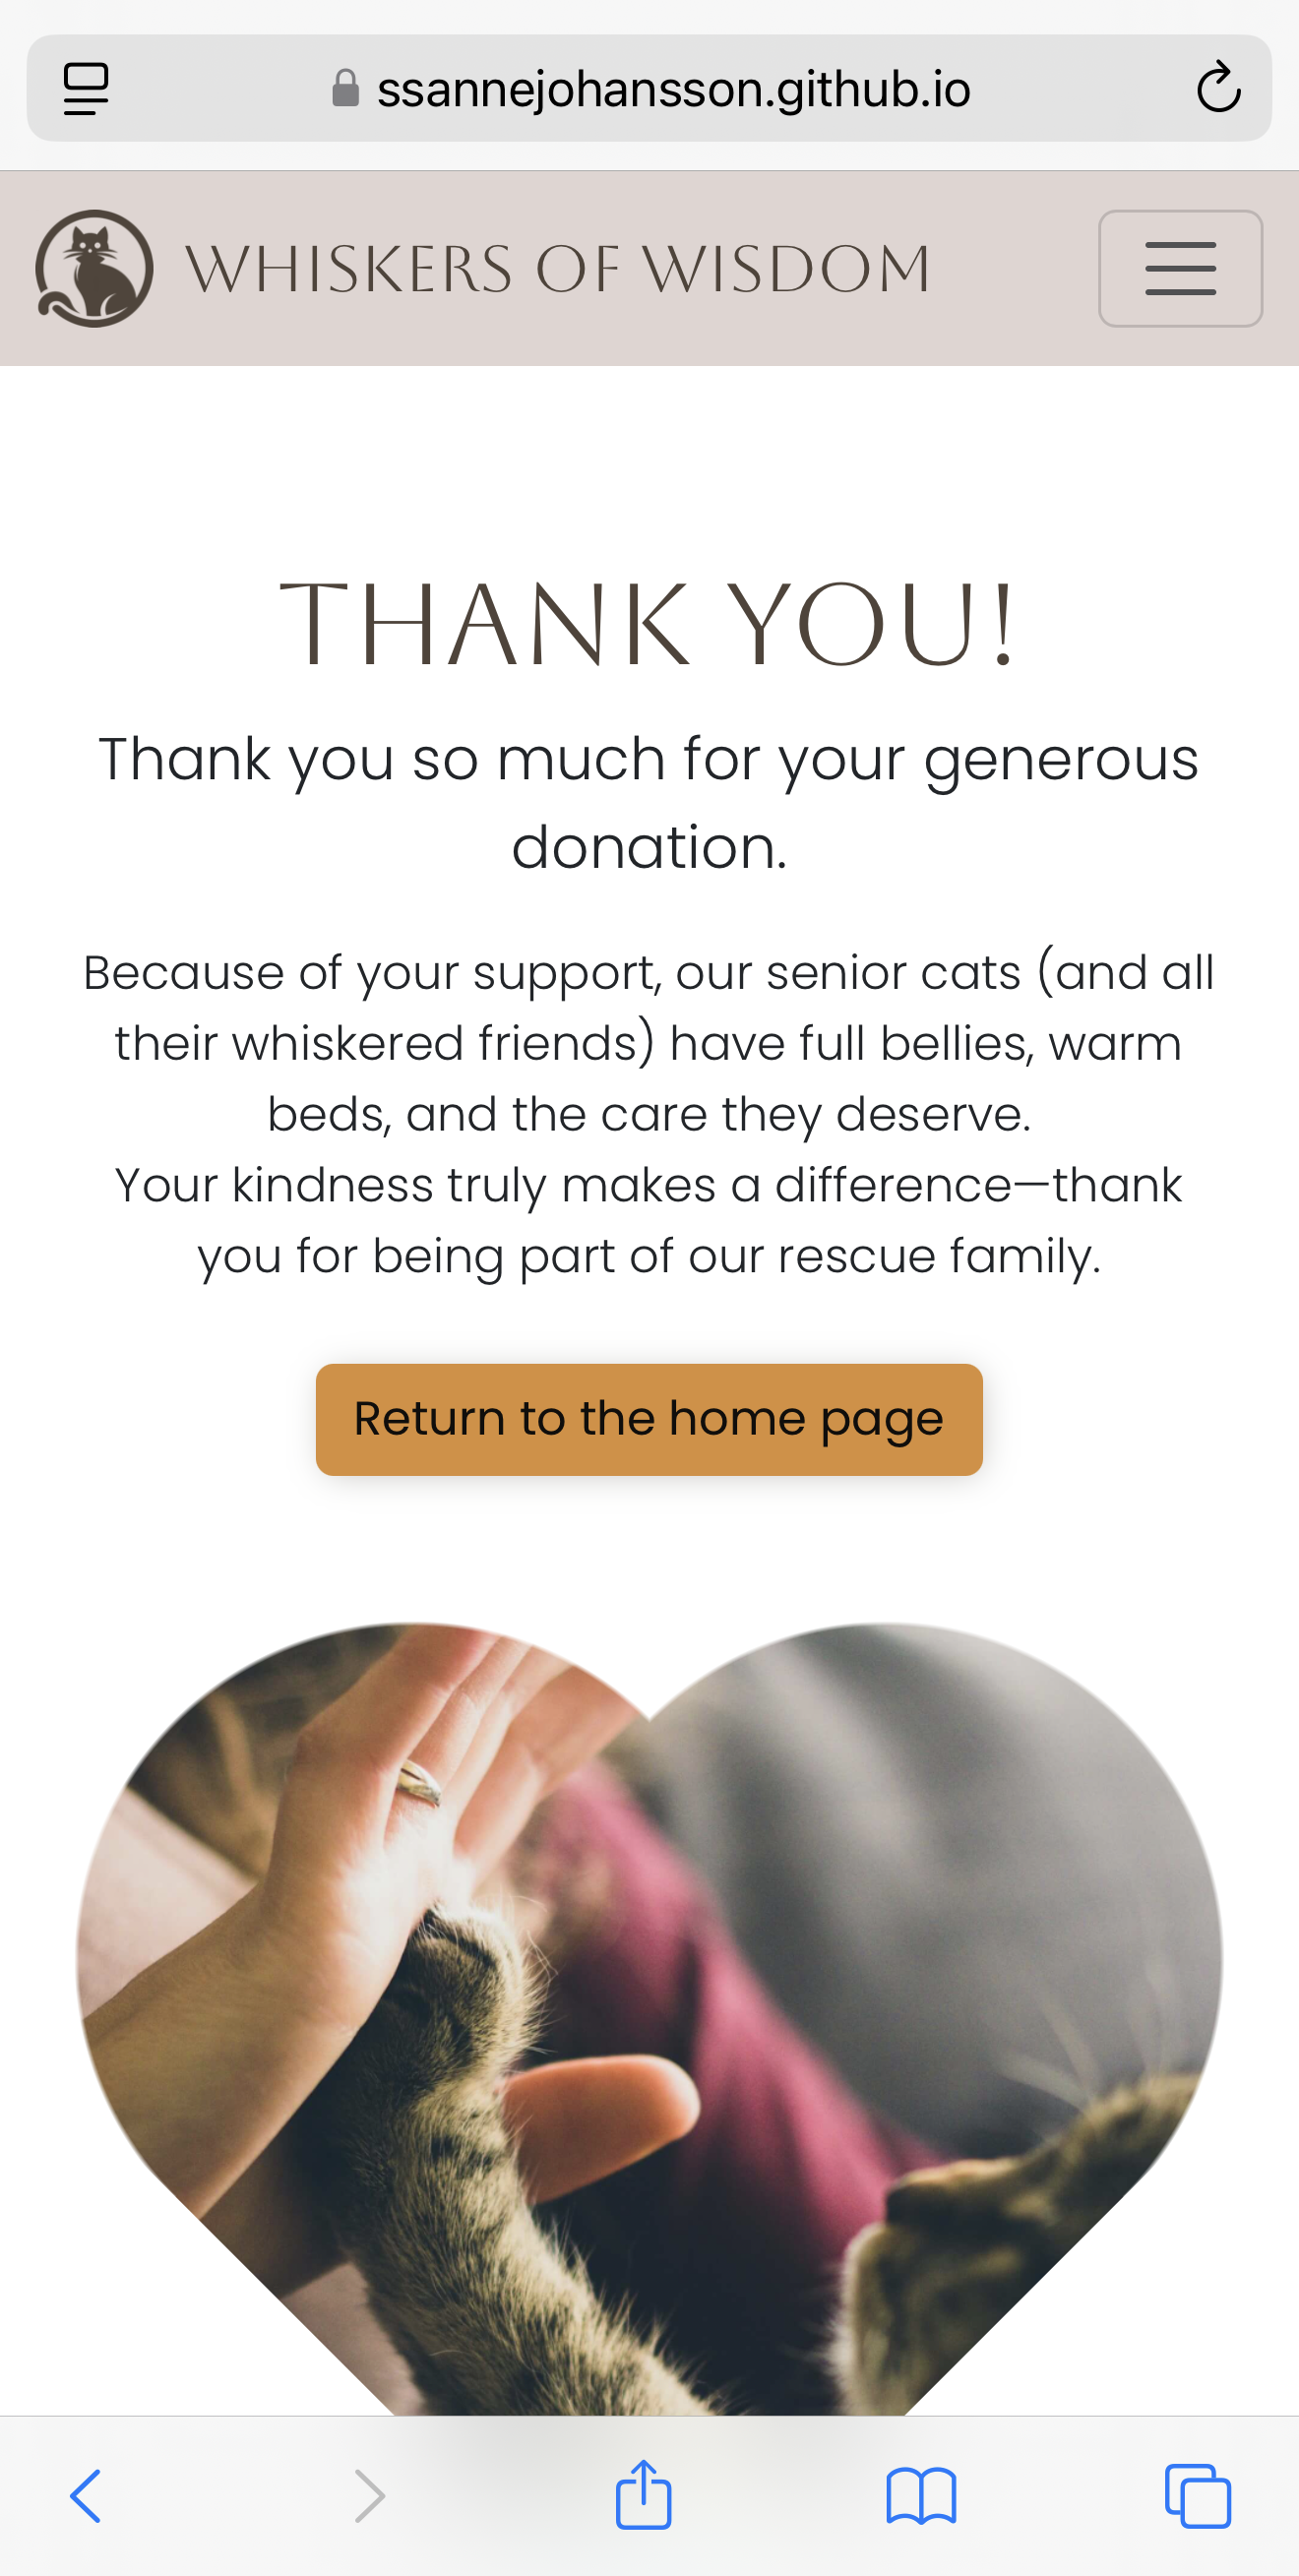 ssannejohansson.github.io
WHISKERS OF WISDOM
THANK YOU!
Thank you so much for your generous
donation.
Because of your support, our senior cats (and all
their whiskered friends) have full bellies, warm
beds, and the care they deserve.
Your kindness truly makes a difference—thank
you for being part of our rescue family.
Return to the home page